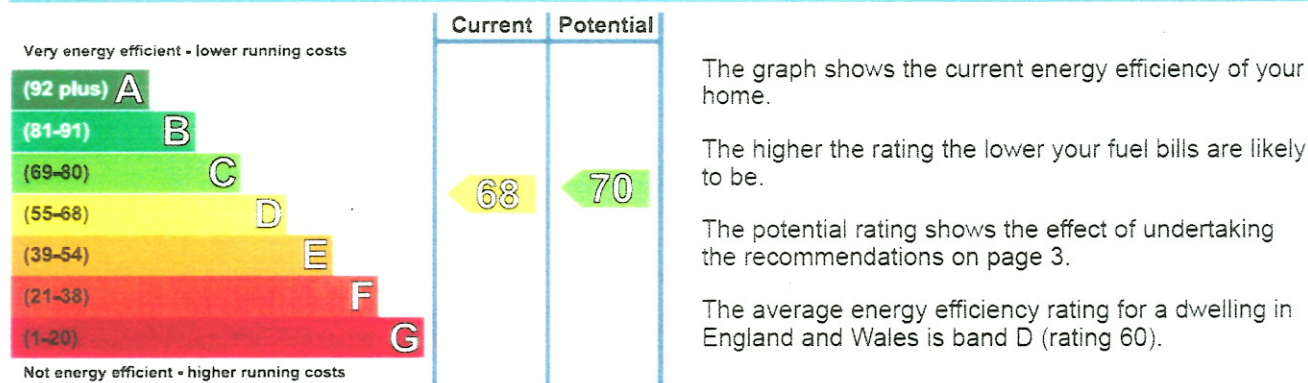 Current Potential
Very energy efficient - lower running costs
(92 plus) A
(81-91) B
(69-80) C
(55-68) D
(39-54) E
(21-38) F
(1-20) G
Not energy efficient - higher running costs
68 70
The graph shows the current energy efficiency of your
home.
The higher the rating the lower your fuel bills are likely
to be.
The potential rating shows the effect of undertaking
the recommendations on page 3.
The average energy efficiency rating for a dwelling in
England and Wales is band D (rating 60).